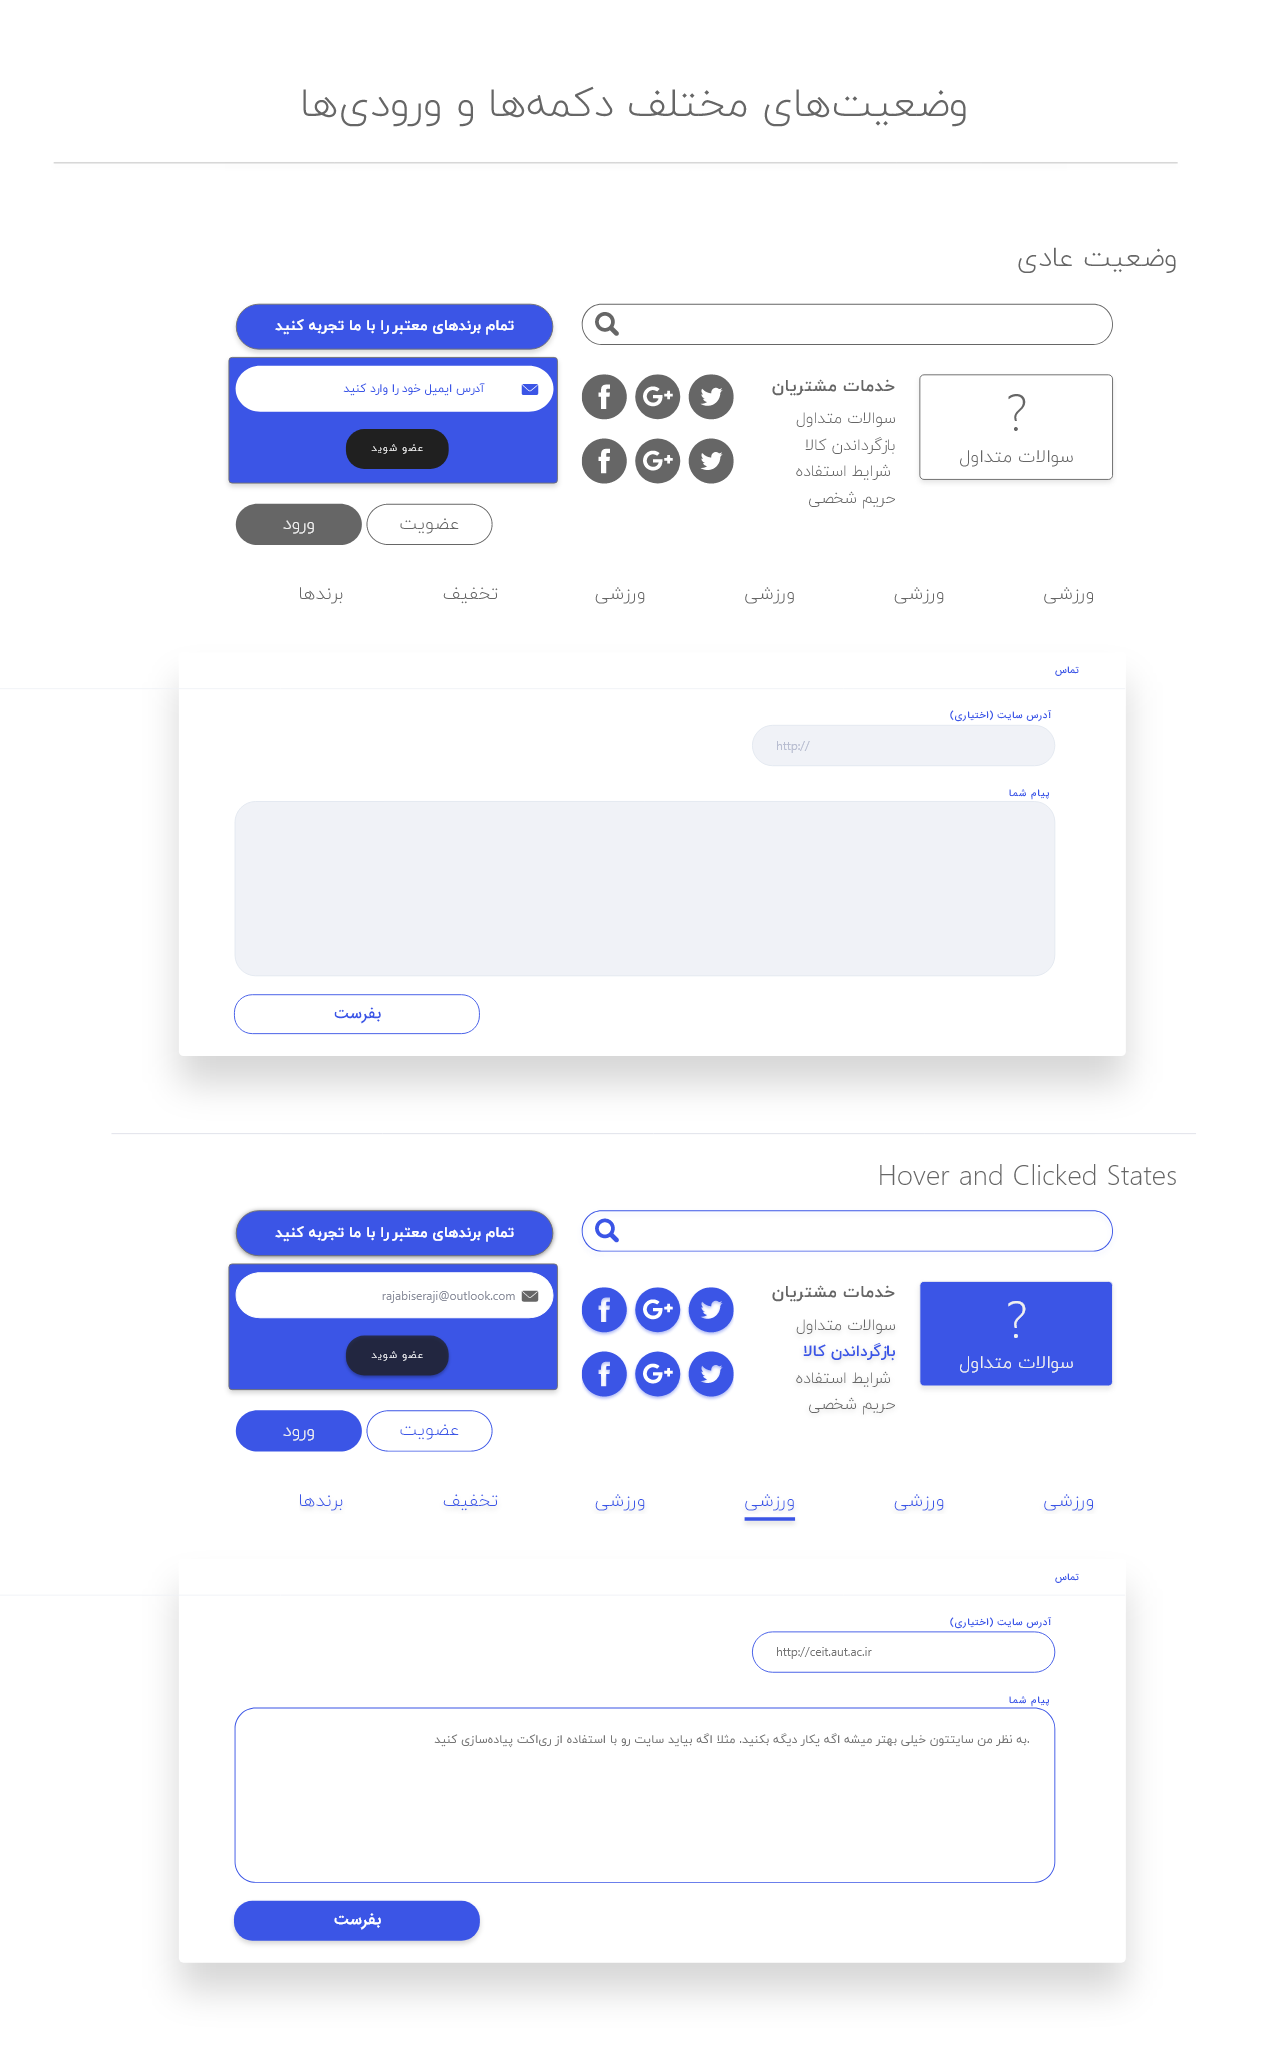 وضعیت‌های مختلف دکمه‌ها و ورودی‌ها
وضعیت عادی
تمام برندهای معتبر را با ما تجربه کنید
آدرس ایمیل خود را وارد کنید
عضو شوید
خدمات مشتریان
سوالات متداول
بازگرداندن کالا
شرایط استفاده
حریم شخصی
?
سوالات متداول
عضویت
ورود
ورزشی ورزشی ورزشی ورزشی تخفیف برندها
تماس
آدرس سایت (اختیاری)
http://
پیام شما
بفرست
Hover and Clicked States
تمام برندهای معتبر را با ما تجربه کنید
rajabiseraji@outlook.com
عضو شوید
خدمات مشتریان
سوالات متداول
بازگرداندن کالا
شرایط استفاده
حریم شخصی
?
سوالات متداول
عضویت
ورود
ورزشی ورزشی ورزشی ورزشی تخفیف برندها
تماس
آدرس سایت (اختیاری)
http://ceit.aut.ac.ir
پیام شما
به نظر من سایتتون خیلی بهتر میشه اگه یکار دیگه بکنید. مثلا اگه بیاید سایت رو با استفاده از ری‌اکت پیاده‌سازی کنید.
بفرست